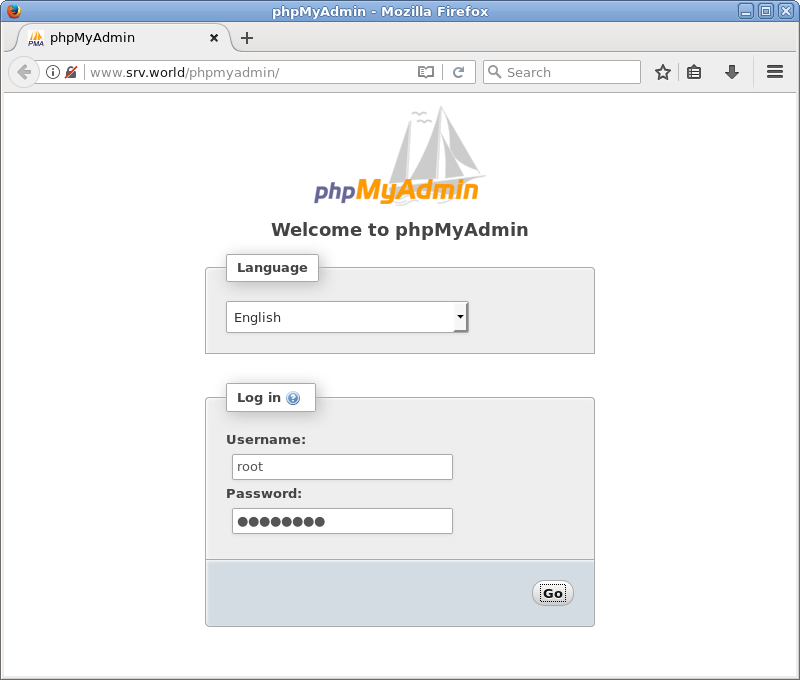 phpMyAdmin - Mozilla Firefox
PMA phpMyAdmin
www.srv.world/phpmyadmin/
Search
phpMyAdmin
Welcome to phpMyAdmin
Language
English
Log in
Username:
root
Password:
●●●●●●●●
Go